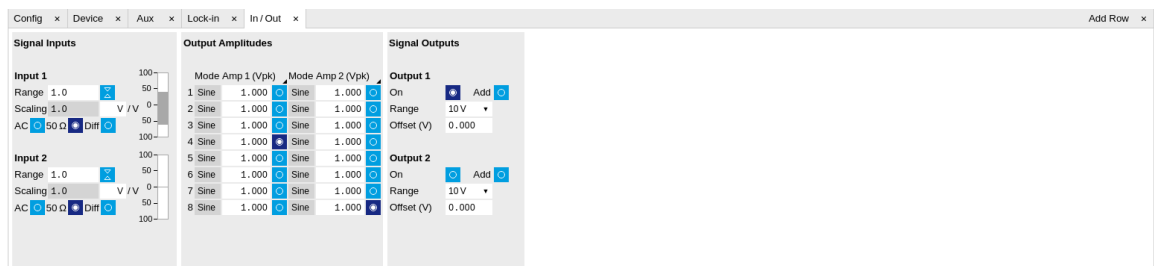 Config × Device × Aux × Lock-in × In / Out × Add Row ×
Signal Inputs
Input 1
Range 1.0
Scaling 1.0 V / V
AC 50 Ω Diff
100
50
0
50
100
Input 2
Range 1.0
Scaling 1.0 V / V
AC 50 Ω Diff
100
50
0
50
100
Output Amplitudes
Mode Amp 1 (Vpk) Mode Amp 2 (Vpk)
1 Sine 1.000 Sine 1.000
2 Sine 1.000 Sine 1.000
3 Sine 1.000 Sine 1.000
4 Sine 1.000 Sine 1.000
5 Sine 1.000 Sine 1.000
6 Sine 1.000 Sine 1.000
7 Sine 1.000 Sine 1.000
8 Sine 1.000 Sine 1.000
Signal Outputs
Output 1
On Add
Range 10 V
Offset (V) 0.000
Output 2
On Add
Range 10 V
Offset (V) 0.000